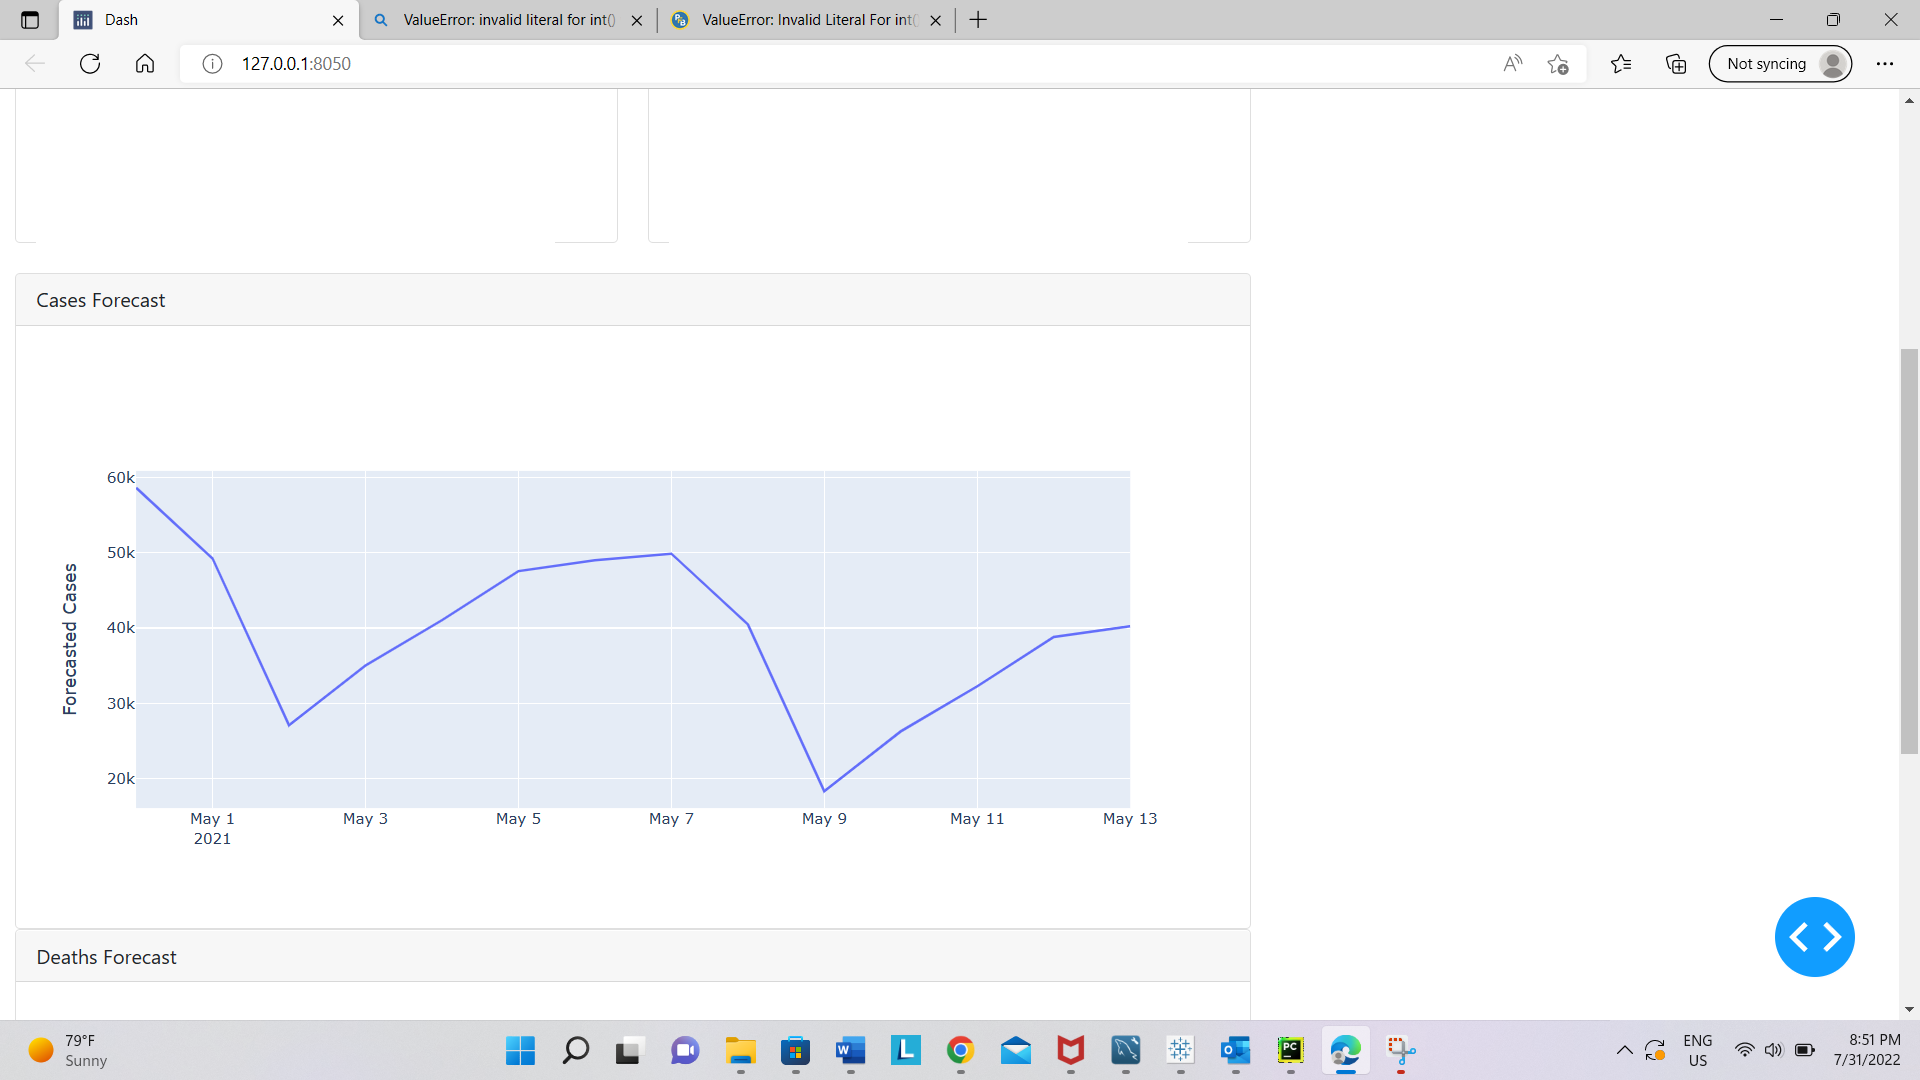 Dash
ValueError: invalid literal for int()
ValueError: Invalid Literal For int(
127.0.0.1:8050
Not syncing
Cases Forecast
60k
50k
40k
30k
20k
Forecasted Cases
May 1
2021
May 3
May 5
May 7
May 9
May 11
May 13
Deaths Forecast
79°F
Sunny
W
L
PC
ENG
US
8:51 PM
7/31/2022